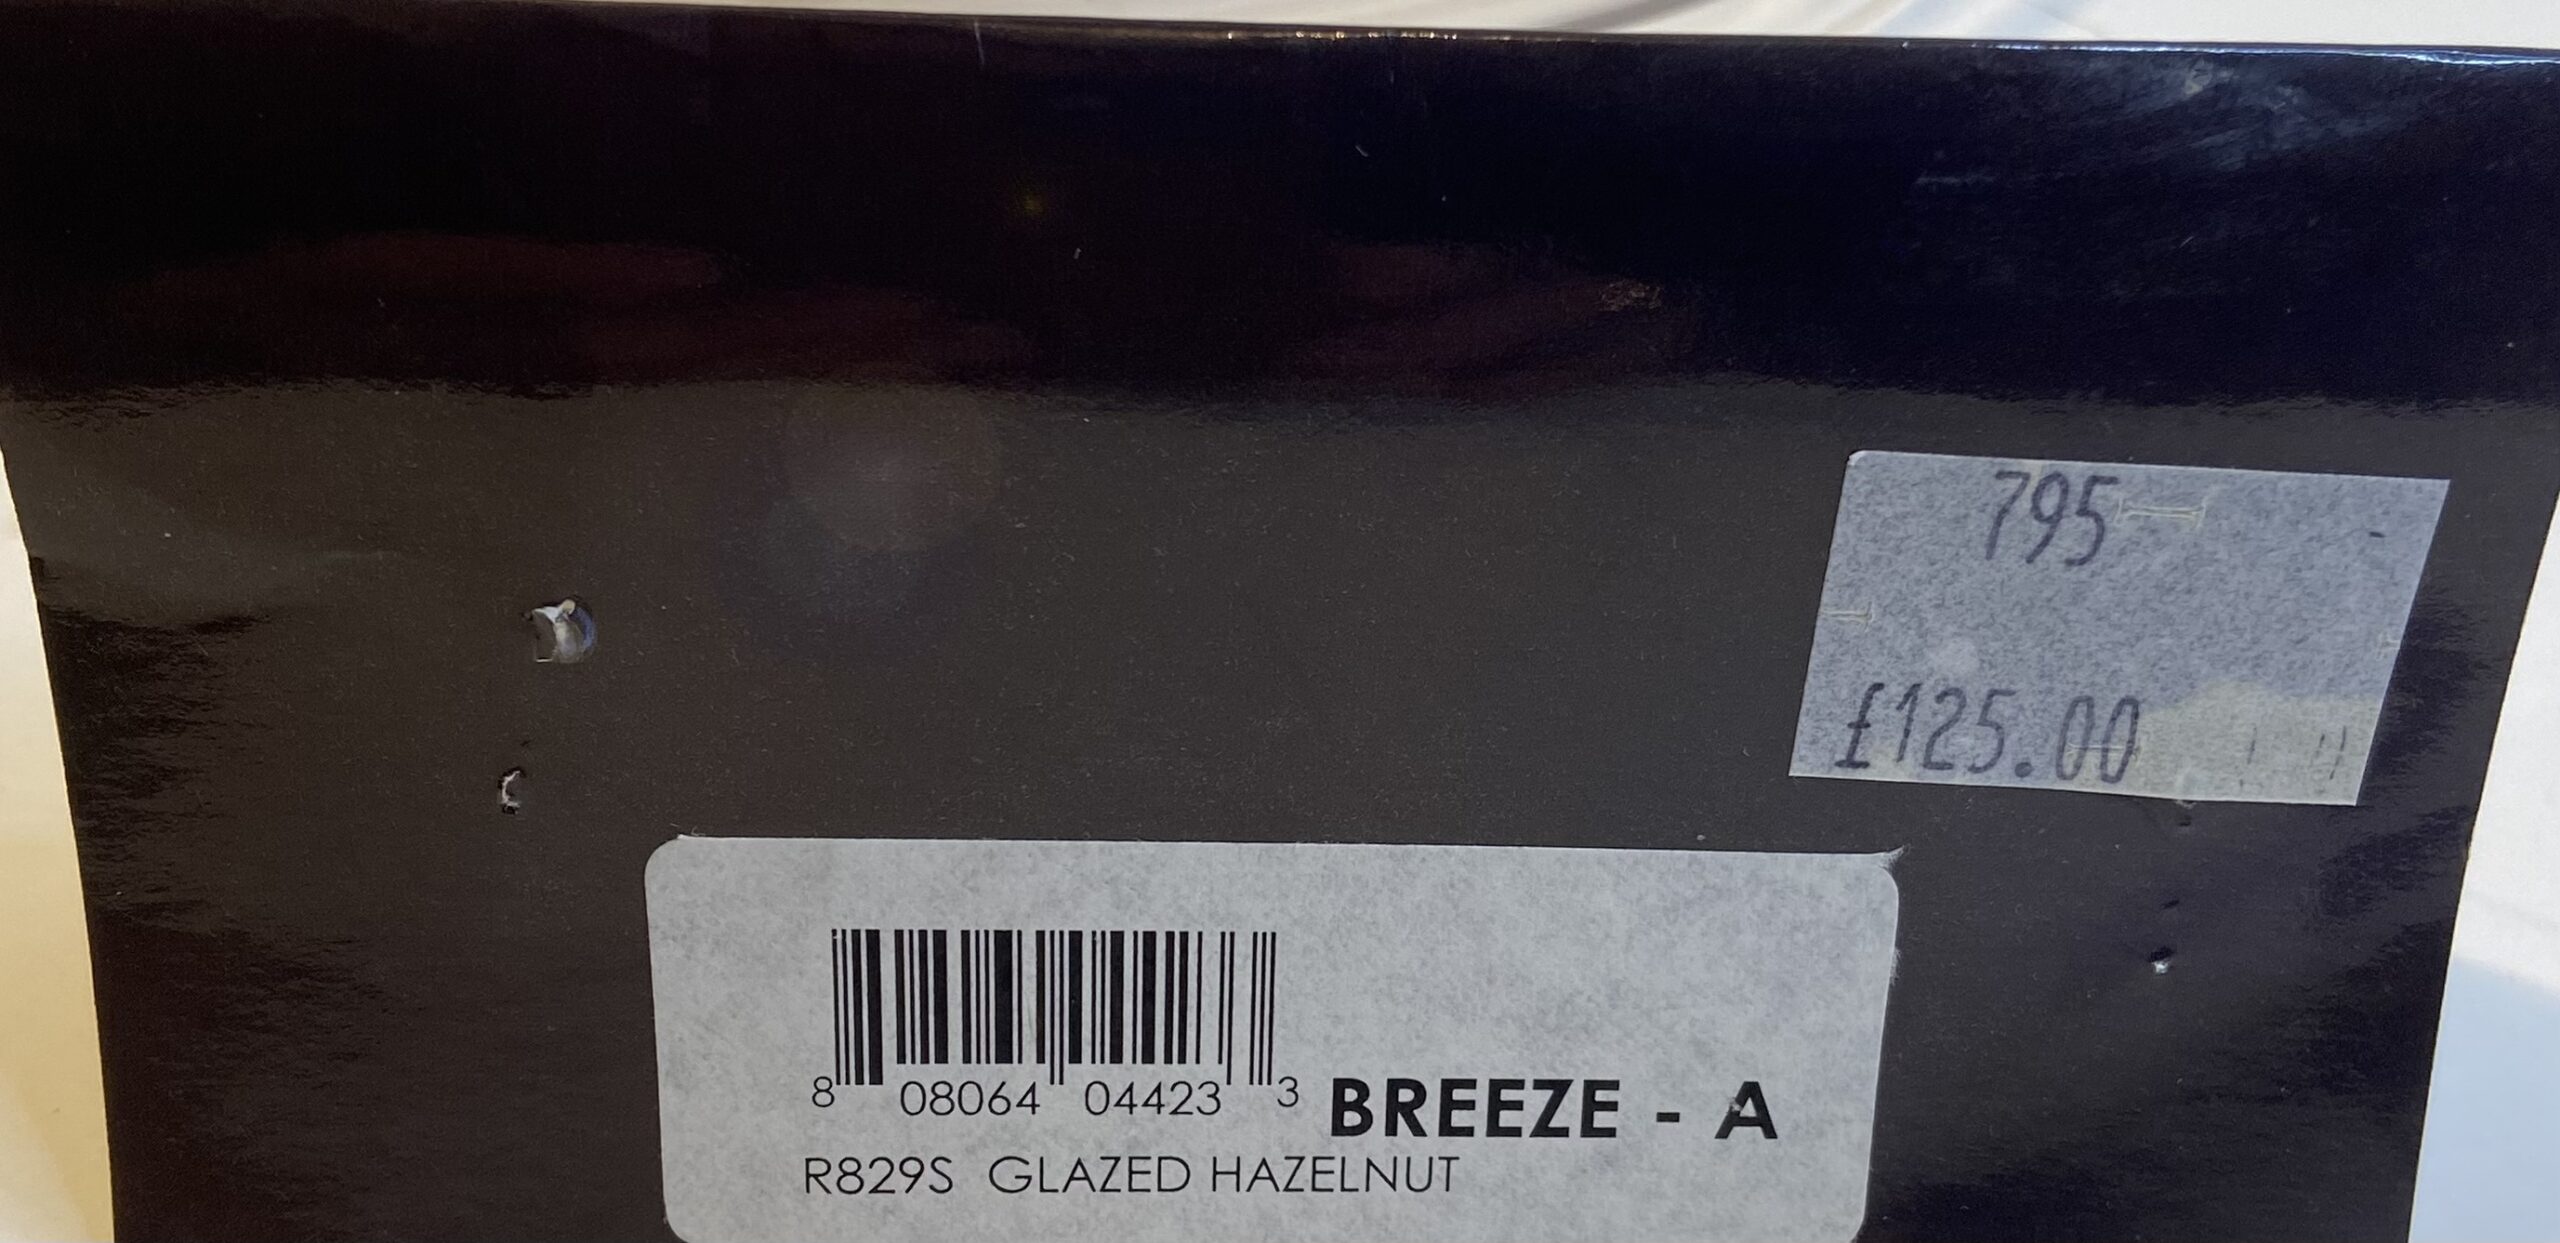 795
£125.00
8 08064 04423 3 BREEZE - A
R829S GLAZED HAZELNUT